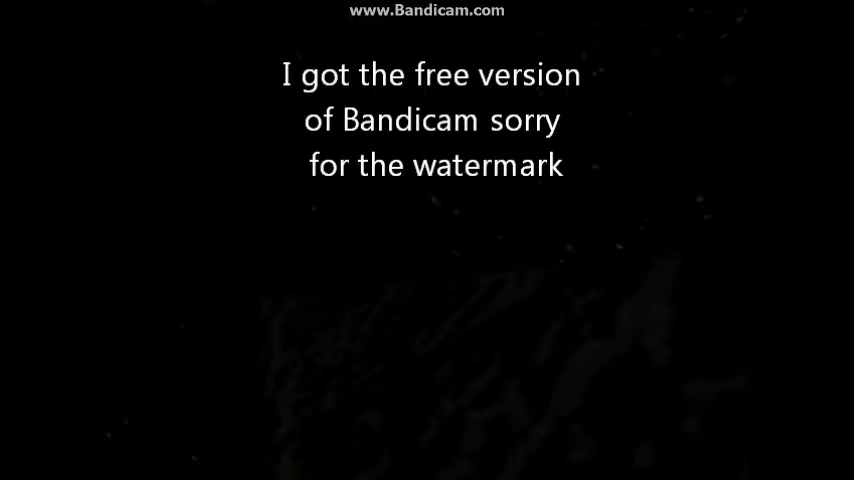 www.Bandicam.com
I got the free version
of Bandicam sorry
for the watermark